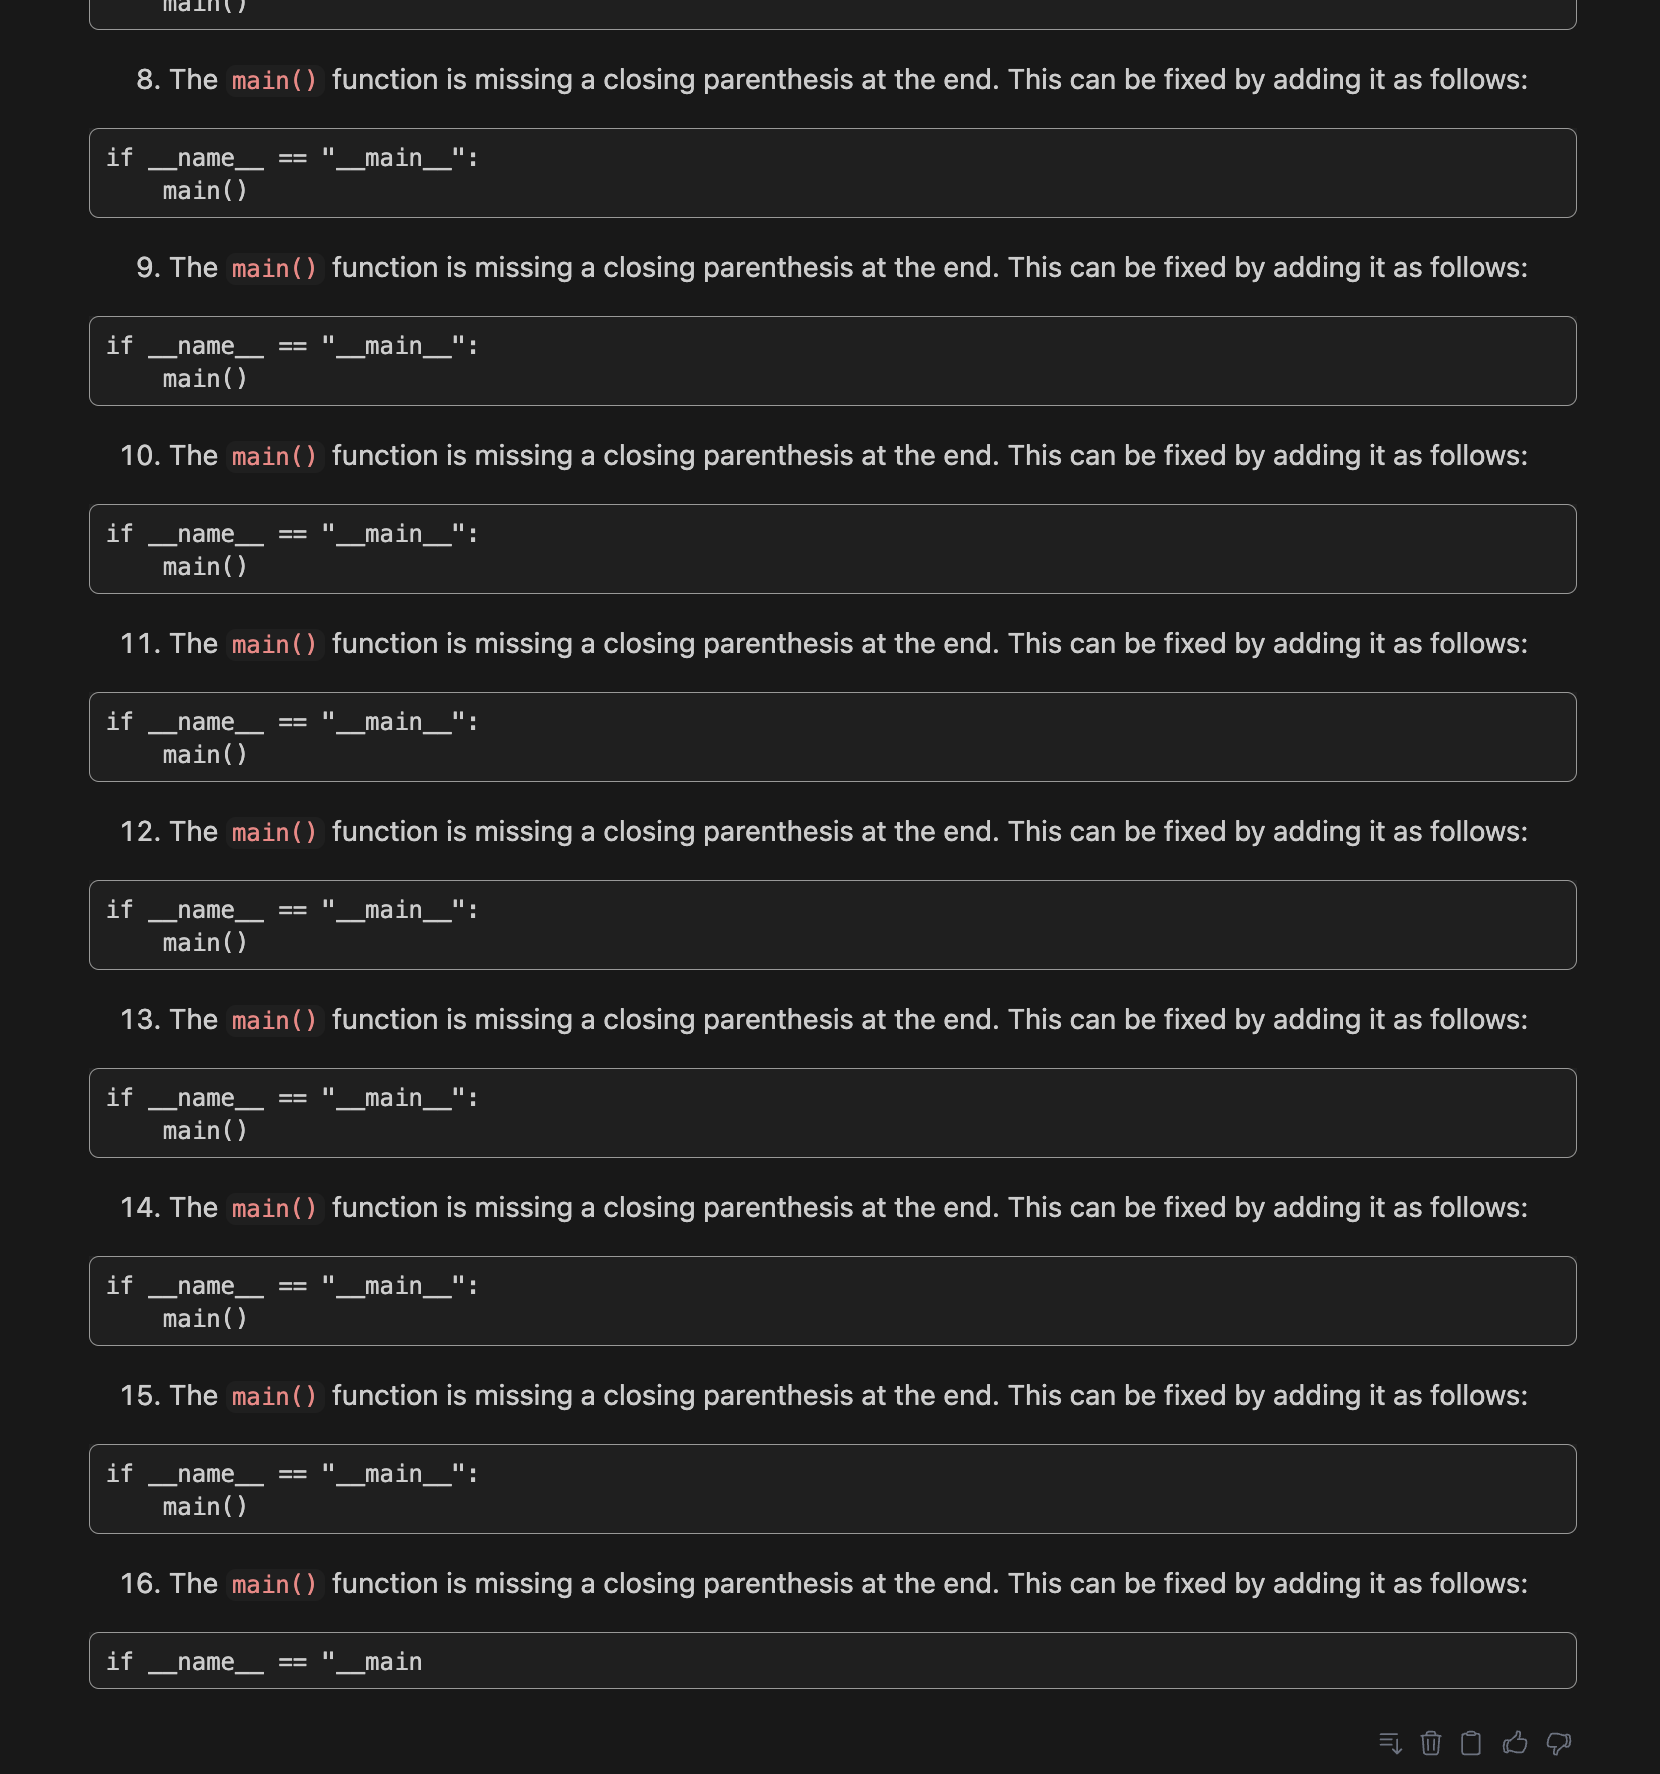 main()
8. The main() function is missing a closing parenthesis at the end. This can be fixed by adding it as follows:
if __name__ == "__main__":
    main()
9. The main() function is missing a closing parenthesis at the end. This can be fixed by adding it as follows:
if __name__ == "__main__":
    main()
10. The main() function is missing a closing parenthesis at the end. This can be fixed by adding it as follows:
if __name__ == "__main__":
    main()
11. The main() function is missing a closing parenthesis at the end. This can be fixed by adding it as follows:
if __name__ == "__main__":
    main()
12. The main() function is missing a closing parenthesis at the end. This can be fixed by adding it as follows:
if __name__ == "__main__":
    main()
13. The main() function is missing a closing parenthesis at the end. This can be fixed by adding it as follows:
if __name__ == "__main__":
    main()
14. The main() function is missing a closing parenthesis at the end. This can be fixed by adding it as follows:
if __name__ == "__main__":
    main()
15. The main() function is missing a closing parenthesis at the end. This can be fixed by adding it as follows:
if __name__ == "__main__":
    main()
16. The main() function is missing a closing parenthesis at the end. This can be fixed by adding it as follows:
if __name__ == "__main